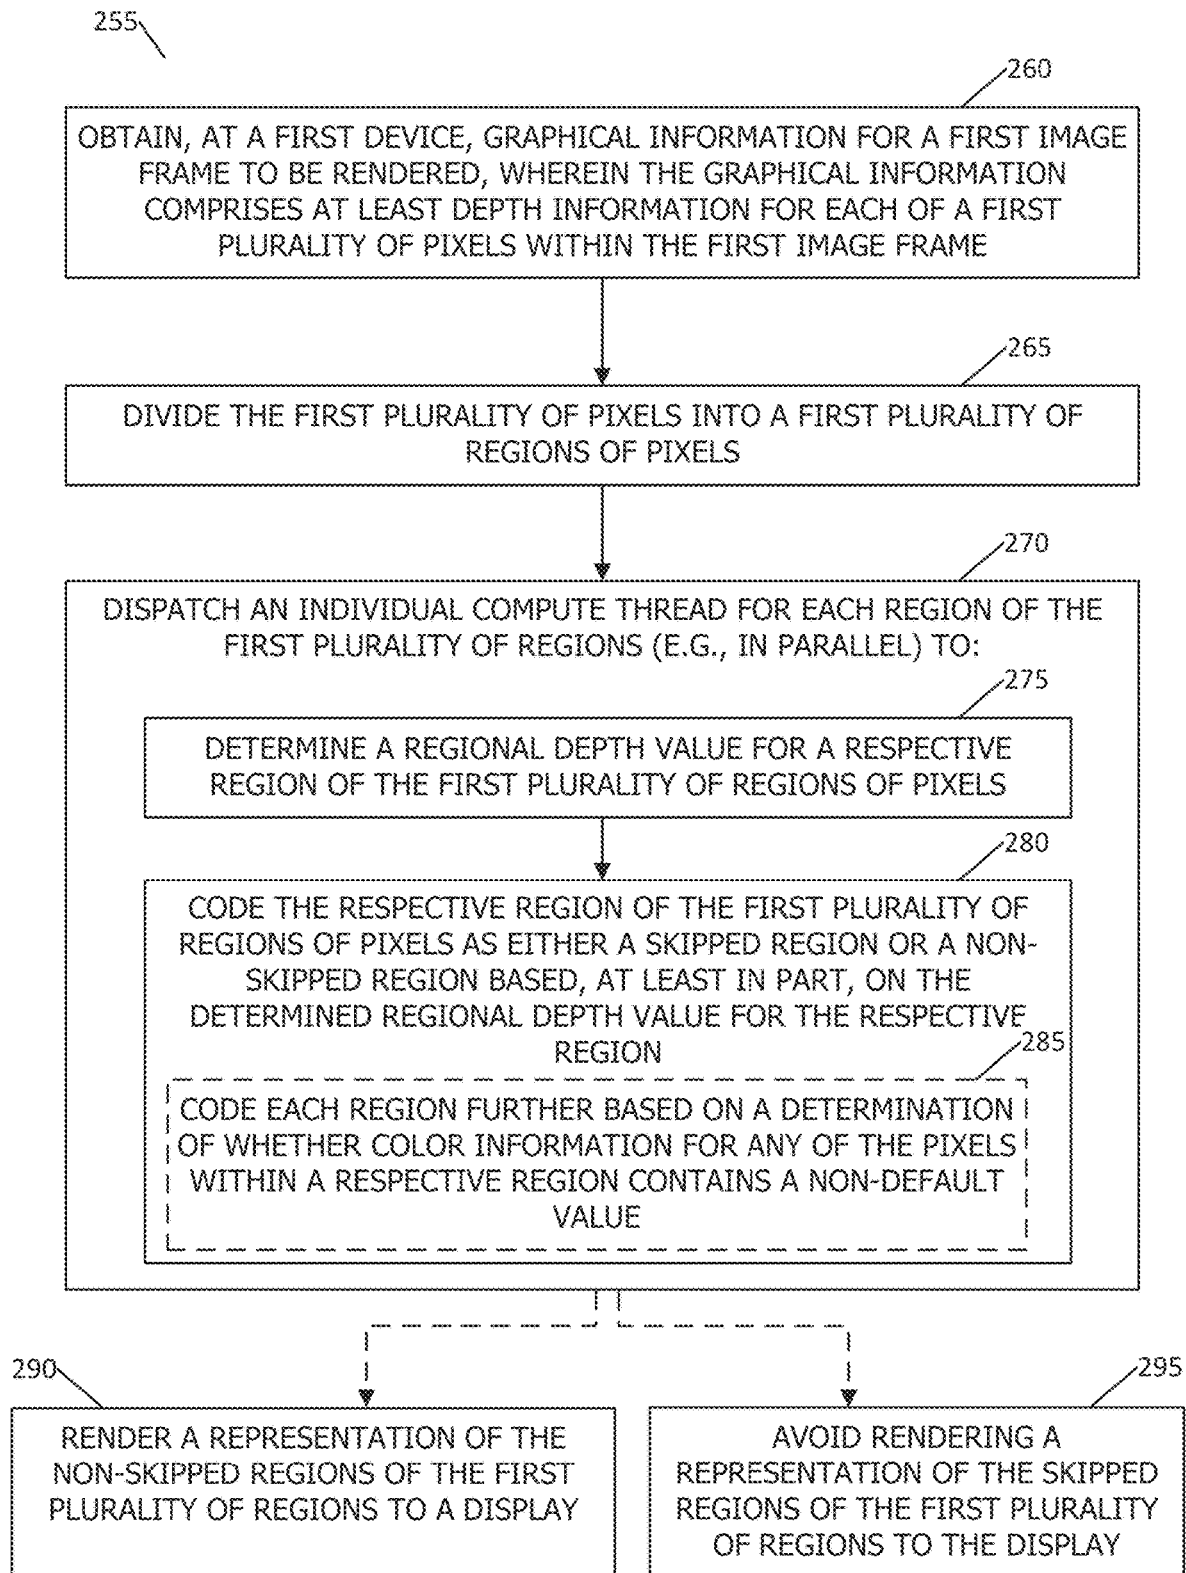 255
260
OBTAIN, AT A FIRST DEVICE, GRAPHICAL INFORMATION FOR A FIRST IMAGE
FRAME TO BE RENDERED, WHEREIN THE GRAPHICAL INFORMATION
COMPRISES AT LEAST DEPTH INFORMATION FOR EACH OF A FIRST
PLURALITY OF PIXELS WITHIN THE FIRST IMAGE FRAME
265
DIVIDE THE FIRST PLURALITY OF PIXELS INTO A FIRST PLURALITY OF
REGIONS OF PIXELS
270
DISPATCH AN INDIVIDUAL COMPUTE THREAD FOR EACH REGION OF THE
FIRST PLURALITY OF REGIONS (E.G., IN PARALLEL) TO:
275
DETERMINE A REGIONAL DEPTH VALUE FOR A RESPECTIVE
REGION OF THE FIRST PLURALITY OF REGIONS OF PIXELS
280
CODE THE RESPECTIVE REGION OF THE FIRST PLURALITY OF
REGIONS OF PIXELS AS EITHER A SKIPPED REGION OR A NON-
SKIPPED REGION BASED, AT LEAST IN PART, ON THE
DETERMINED REGIONAL DEPTH VALUE FOR THE RESPECTIVE
REGION
285
CODE EACH REGION FURTHER BASED ON A DETERMINATION
OF WHETHER COLOR INFORMATION FOR ANY OF THE PIXELS
WITHIN A RESPECTIVE REGION CONTAINS A NON-DEFAULT
VALUE
290
RENDER A REPRESENTATION OF THE
NON-SKIPPED REGIONS OF THE FIRST
PLURALITY OF REGIONS TO A DISPLAY
295
AVOID RENDERING A
REPRESENTATION OF THE SKIPPED
REGIONS OF THE FIRST PLURALITY
OF REGIONS TO THE DISPLAY